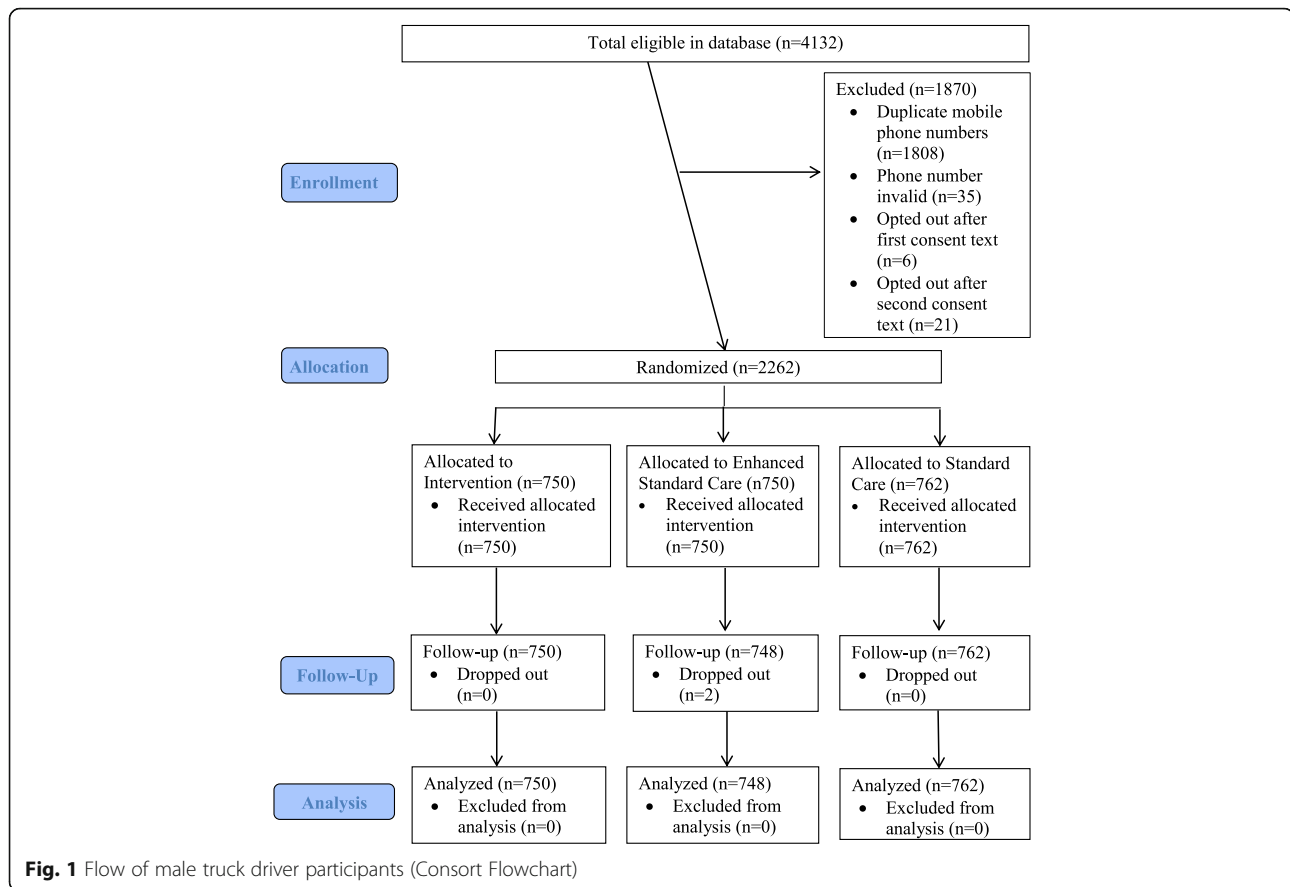 Total eligible in database (n=4132)
Excluded (n=1870)
• Duplicate mobile
phone numbers
(n=1808)
• Phone number
invalid (n=35)
• Opted out after
first consent text
(n=6)
• Opted out after
second consent
text (n=21)
Enrollment
Allocation
Randomized (n=2262)
Allocated to
Intervention (n=750)
• Received allocated
intervention
(n=750)
Allocated to Enhanced
Standard Care (n750)
• Received allocated
intervention
(n=750)
Allocated to Standard
Care (n=762)
• Received allocated
intervention
(n=762)
Follow-Up
Follow-up (n=750)
• Dropped out
(n=0)
Follow-up (n=748)
• Dropped out
(n=2)
Follow-up (n=762)
• Dropped out
(n=0)
Analysis
Analyzed (n=750)
• Excluded from
analysis (n=0)
Analyzed (n=748)
• Excluded from
analysis (n=0)
Analyzed (n=762)
• Excluded from
analysis (n=0)
Fig. 1 Flow of male truck driver participants (Consort Flowchart)